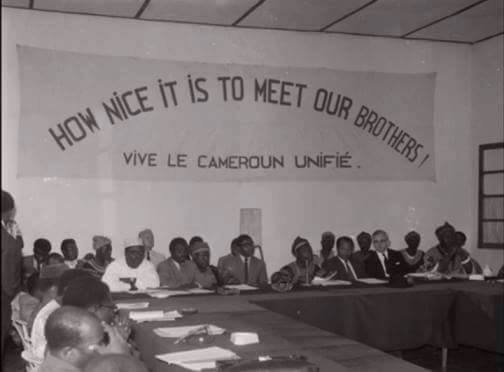 HOW NICE IT IS TO MEET OUR BROTHERS!
VIVE LE CAMEROUN UNIFIÉ.